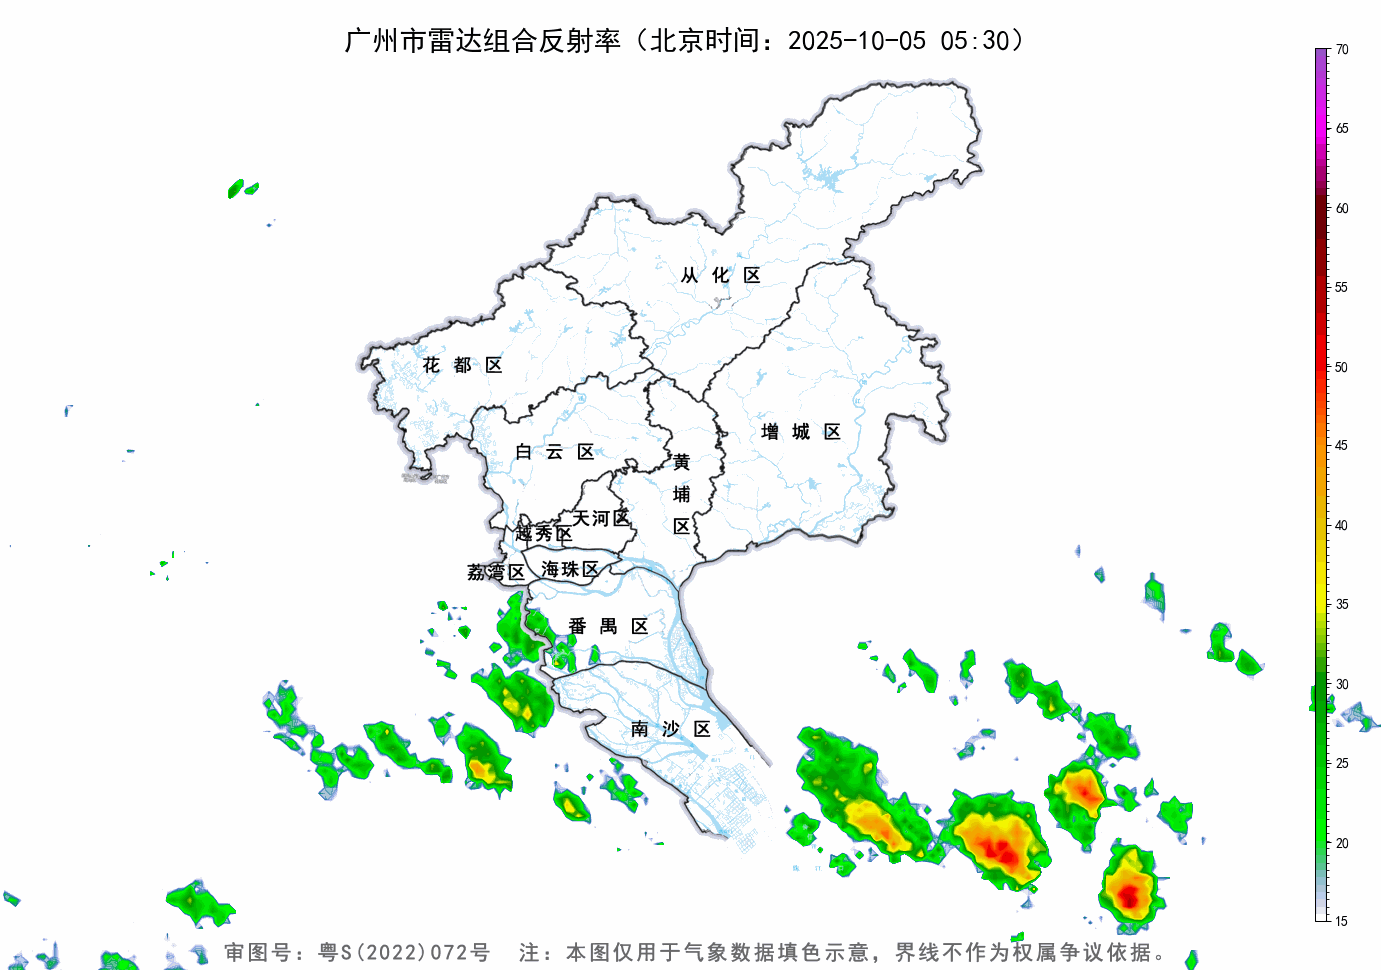 广州市雷达组合反射率（北京时间：2025-10-05 05:30）
70
65
60
55
50
45
40
35
30
25
20
15
从化区
花都区
增城区
白云区
黄埔区
天河区
越秀区
荔湾区
海珠区
番禺区
南沙区
审图号：粤S(2022)072号 注：本图仅用于气象数据填色示意，界线不作为权属争议依据。